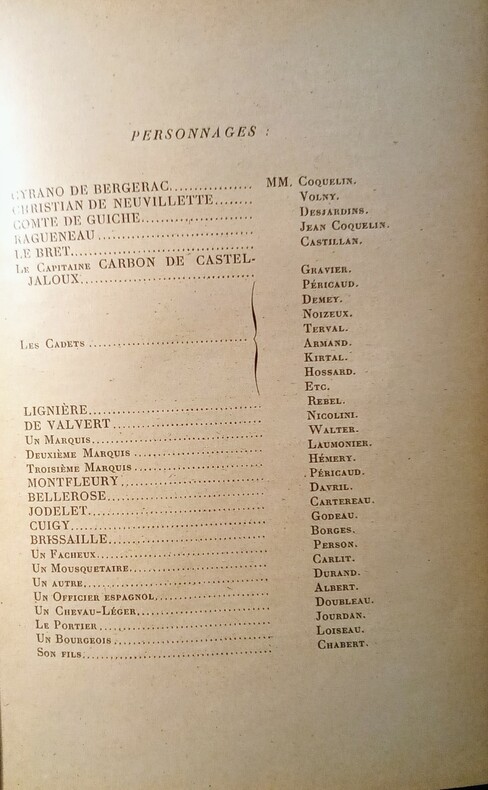 PERSONNAGES :
CYRANO DE BERGERAC................ MM. COQUELIN.
CHRISTIAN DE NEUVILLETTE........ VOLNY.
COMTE DE GUICHE...................... DESJARDINS.
RAGUENEAU........................... JEAN COQUELIN.
LE BRET................................ CASTILLAN.
LE CAPITAINE CARBON DE CASTEL-
JALOUX.................................. GRAVIER.
PÉRICAUD.
DEMEY.
NOIZEUX.
TERVAL.
LES CADETS ............................ ARMAND.
KIRTAL.
HOSSARD.
ETC.
LIGNIÈRE................................ REBEL.
DE VALVERT............................ NICOLINI.
UN MARQUIS............................ WALTER.
DEUXIÈME MARQUIS .................... LAUMONIER.
TROISIÈME MARQUIS .................... HÉMERY.
MONTFLEURY........................... PÉRICAUD.
BELLEROSE............................. DAVRIL.
JODELET................................ CARTEREAU.
CUIGY.................................. GODEAU.
BRISSAILLE............................. BORGES.
UN FACHEUX............................ PERSON.
UN MOUSQUETAIRE...................... CARLIT.
UN AUTRE.............................. DURAND.
UN OFFICIER ESPAGNOL.................. ALBERT.
UN CHEVAU-LÉGER...................... DOUBLEAU.
LE PORTIER............................. JOURDAN.
UN BOURGEOIS.......................... LOISEAU.
SON FILS............................... CHABERT.